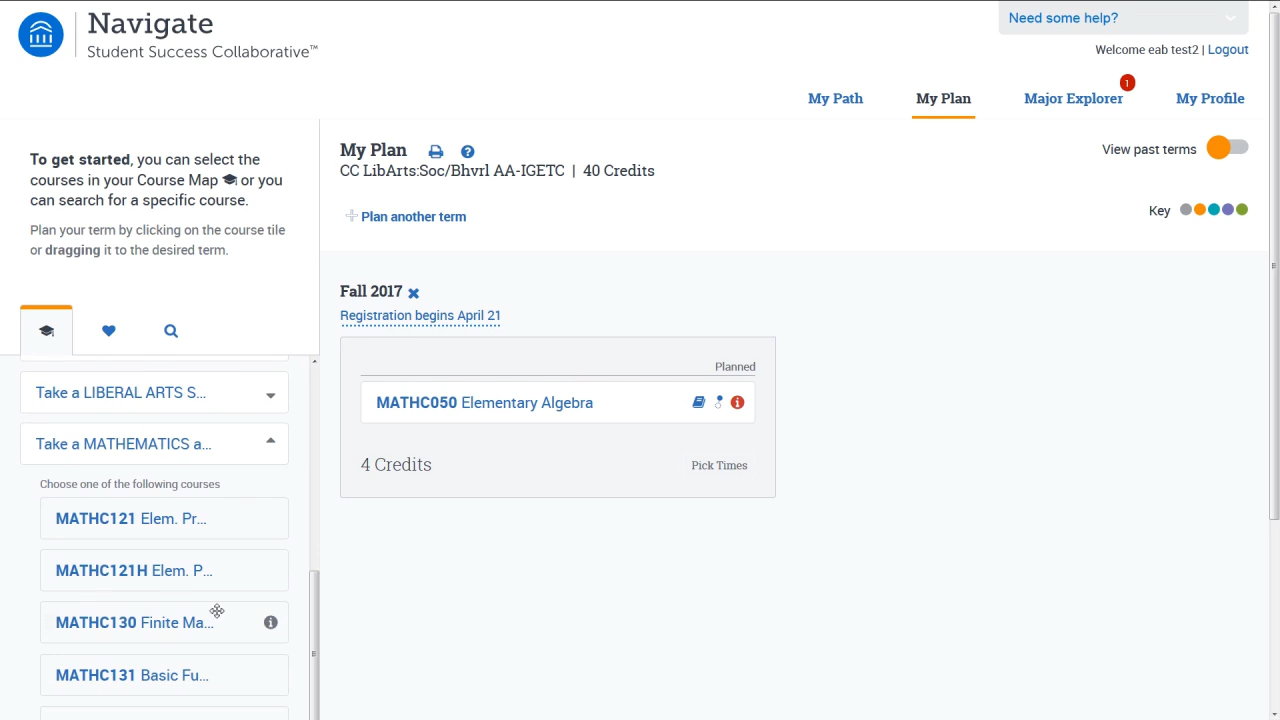 Navigate
Student Success Collaborative™
Need some help?
Welcome eab test2 | Logout
My Path
My Plan
Major Explorer
1
My Profile
To get started, you can select the
courses in your Course Map or you
can search for a specific course.
Plan your term by clicking on the course tile
or dragging it to the desired term.
My Plan
CC LibArts:Soc/Bhvrl AA-IGETC | 40 Credits
View past terms
Plan another term
Key
Fall 2017
Registration begins April 21
Planned
MATHC050 Elementary Algebra
4 Credits
Pick Times
Take a LIBERAL ARTS S...
Take a MATHEMATICS a...
Choose one of the following courses
MATHC121 Elem. Pr...
MATHC121H Elem. P...
MATHC130 Finite Ma...
MATHC131 Basic Fu...